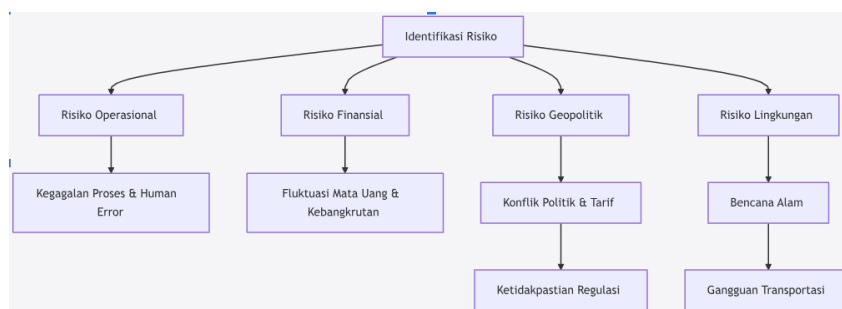 Identifikasi Risiko
Risiko Operasional
Risiko Finansial
Risiko Geopolitik
Risiko Lingkungan
Kegagalan Proses & Human
Error
Fluktuasi Mata Uang &
Kebangkrutan
Konflik Politik & Tarif
Bencana Alam
Ketidakpastian Regulasi
Gangguan Transportasi